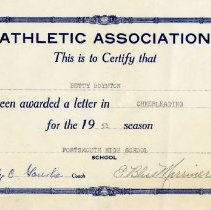 ATHLETIC ASSOCIATION
This is to Certify that
BETTY BOYNTON
been awarded a letter in CHEERLEADING
for the 19 51 season
PORTSMOUTH HIGH SCHOOL
SCHOOL
Coach